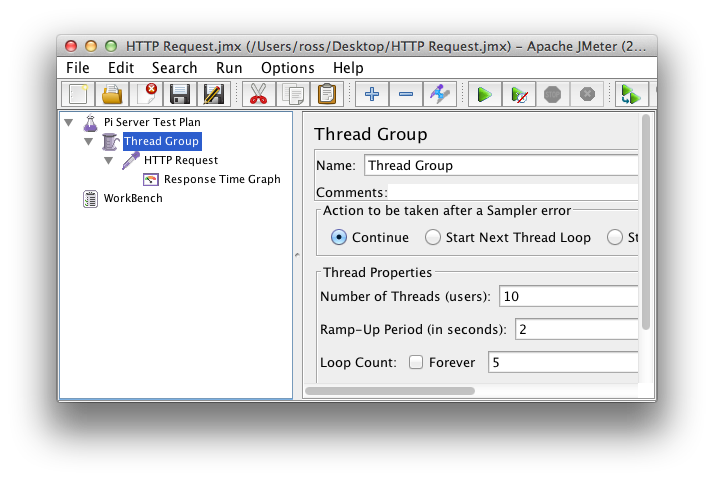 HTTP Request.jmx (/Users/ross/Desktop/HTTP Request.jmx) – Apache JMeter (2...
File Edit Search Run Options Help
Pi Server Test Plan
Thread Group
HTTP Request
Response Time Graph
WorkBench
Thread Group
Name: Thread Group
Comments:
Action to be taken after a Sampler error
Continue Start Next Thread Loop St
Thread Properties
Number of Threads (users): 10
Ramp-Up Period (in seconds): 2
Loop Count: Forever 5